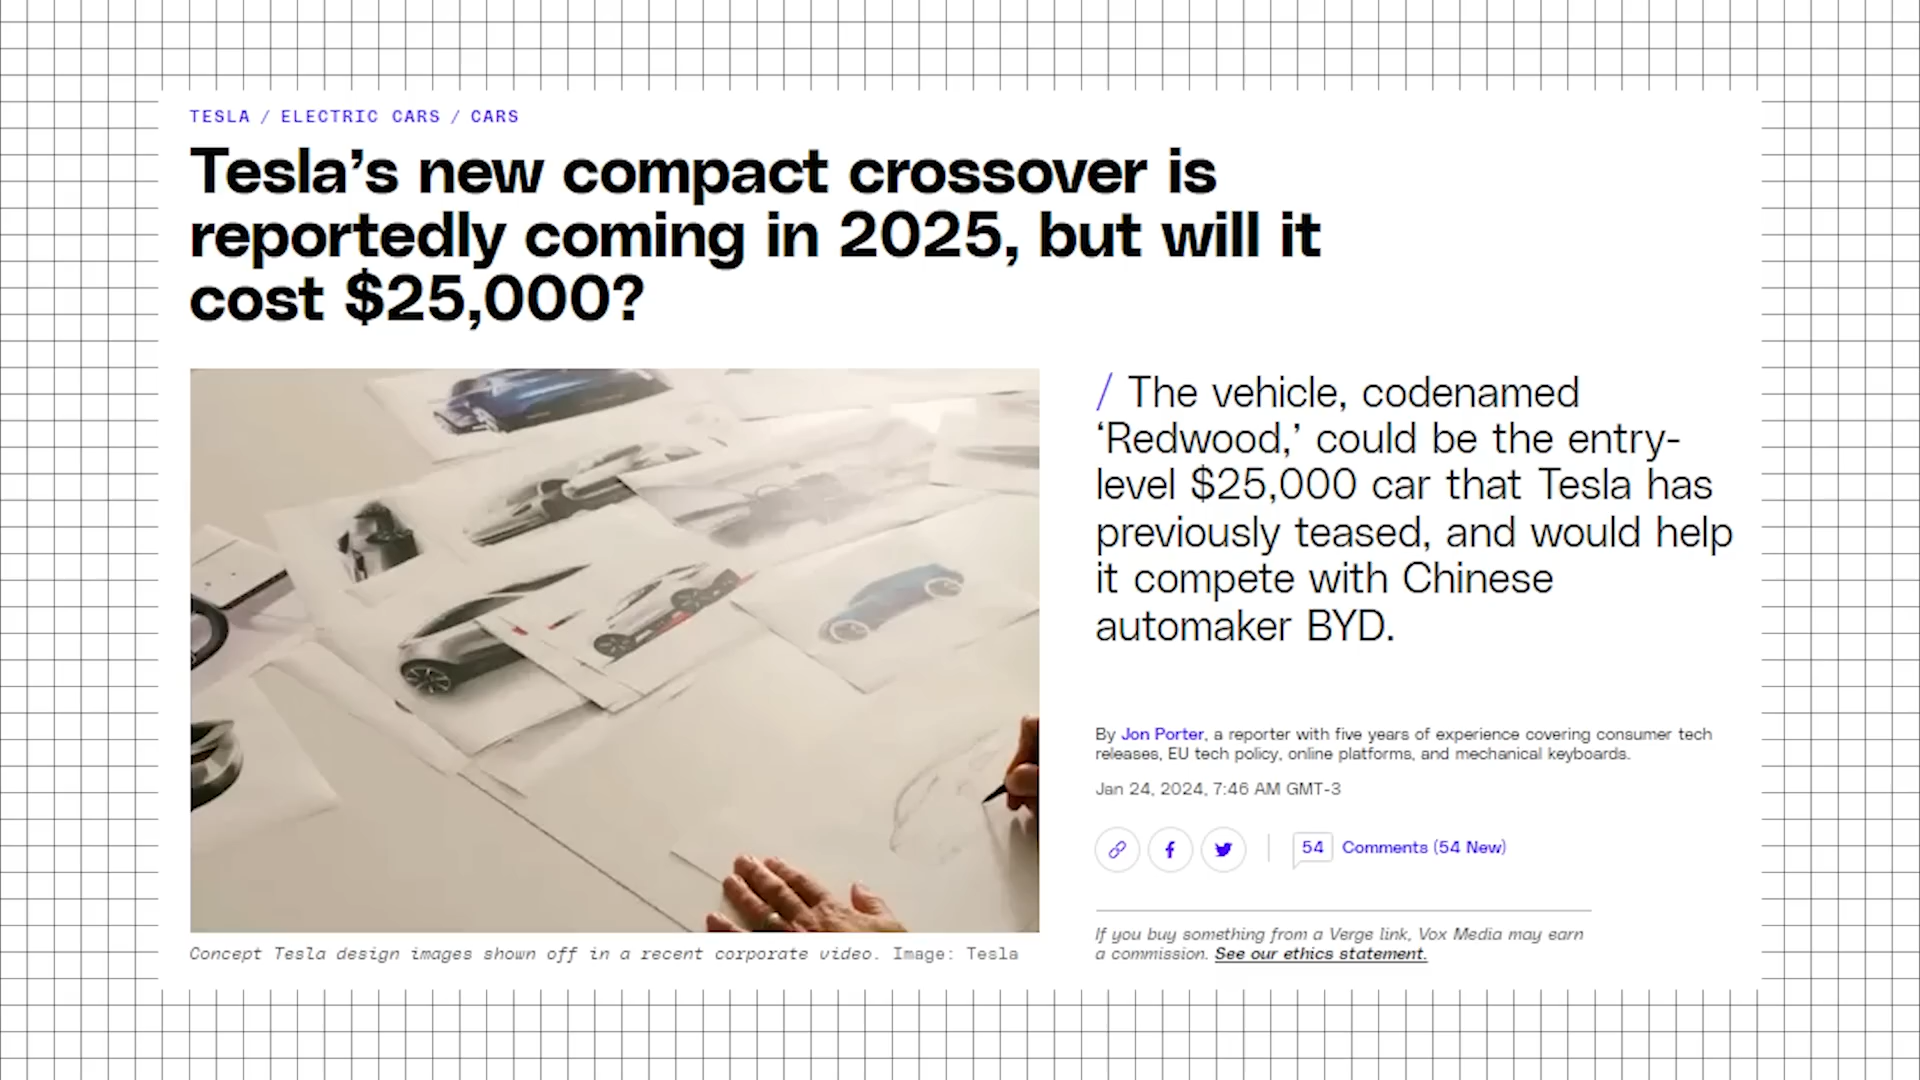 TESLA / ELECTRIC CARS / CARS
Tesla’s new compact crossover is
reportedly coming in 2025, but will it
cost $25,000?
/ The vehicle, codenamed
‘Redwood,’ could be the entry-
level $25,000 car that Tesla has
previously teased, and would help
it compete with Chinese
automaker BYD.
By Jon Porter, a reporter with five years of experience covering consumer tech
releases, EU tech policy, online platforms, and mechanical keyboards.
Jan 24, 2024, 7:46 AM GMT-3
54 Comments (54 New)
If you buy something from a Verge link, Vox Media may earn
a commission. See our ethics statement.
Concept Tesla design images shown off in a recent corporate video. Image: Tesla